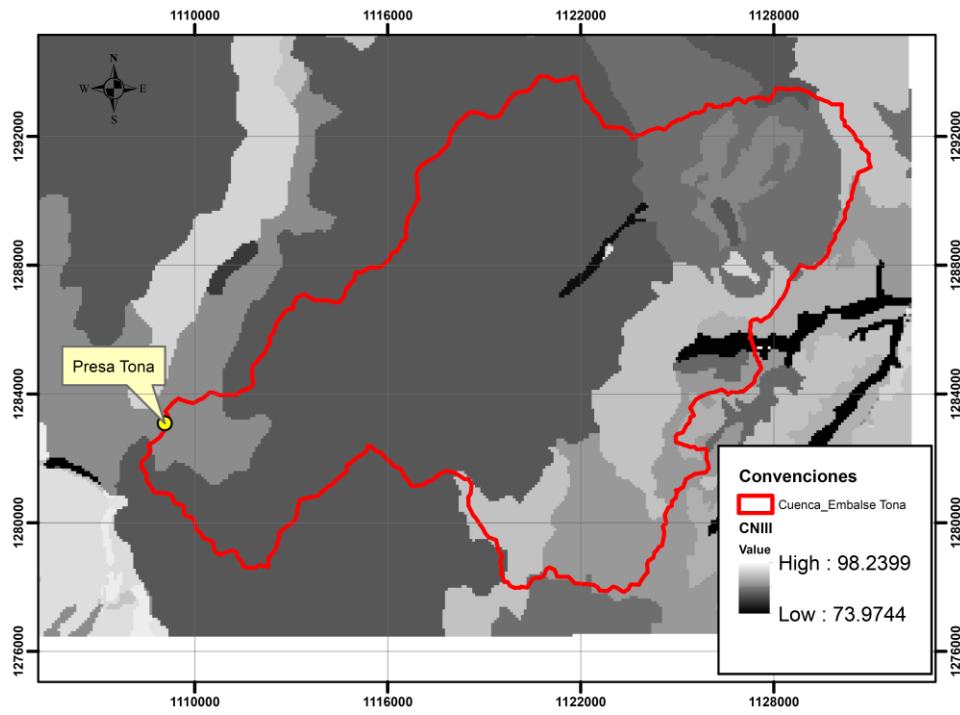 1110000 1116000 1122000 1128000
N
W E
S
1292000 1292000
1288000 1288000
Presa Tona
1284000 1284000
Convenciones
Cuenca_Embalse Tona
CNIII
1280000 1280000
Value
High : 98.2399
Low : 73.9744
1276000 1276000
1110000 1116000 1122000 1128000